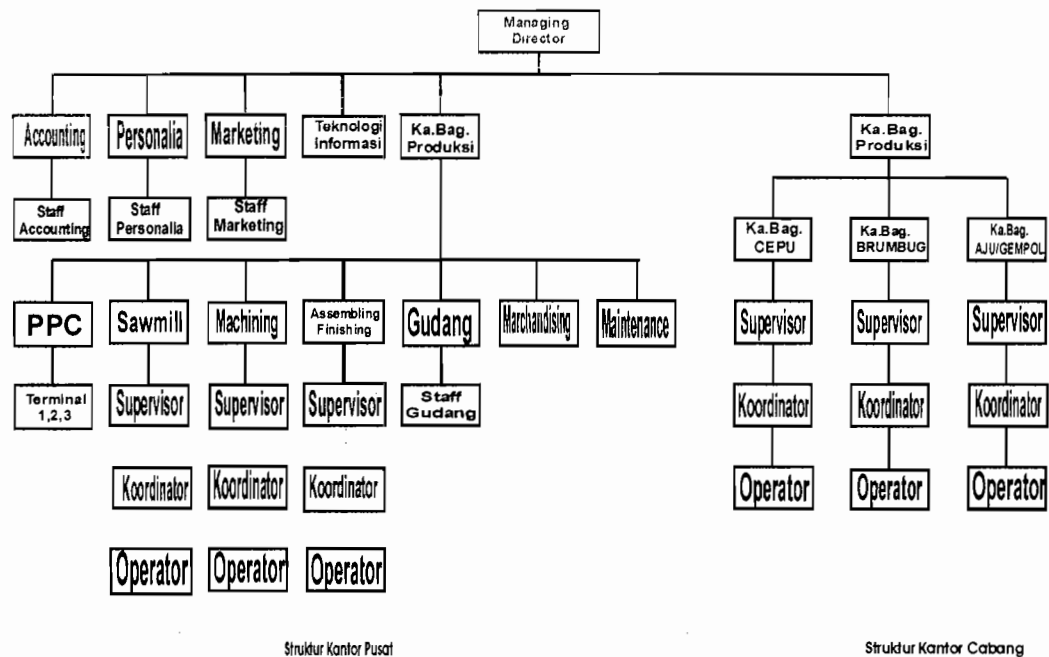 Managing
Director
Accounting
Personalia
Marketing
Teknologi
Informasi
Ka.Bag.
Produksi
Ka.Bag.
Produksi
Staff
Accounting
Staff
Personalia
Staff
Marketing
Ka.Bag.
CEPU
Ka.Bag.
BRUMBUG
Ka.Bag.
AJU/GEMPOL
PPC
Sawmill
Machining
Assembling
Finishing
Gudang
Marchandising
Maintenance
Supervisor
Supervisor
Supervisor
Terminal
1,2,3
Supervisor
Supervisor
Supervisor
Staff
Gudang
Koordinator
Koordinator
Koordinator
Koordinator
Koordinator
Koordinator
Operator
Operator
Operator
Operator
Operator
Operator
Struktur Kantor Pusat
Struktur Kantor Cabang